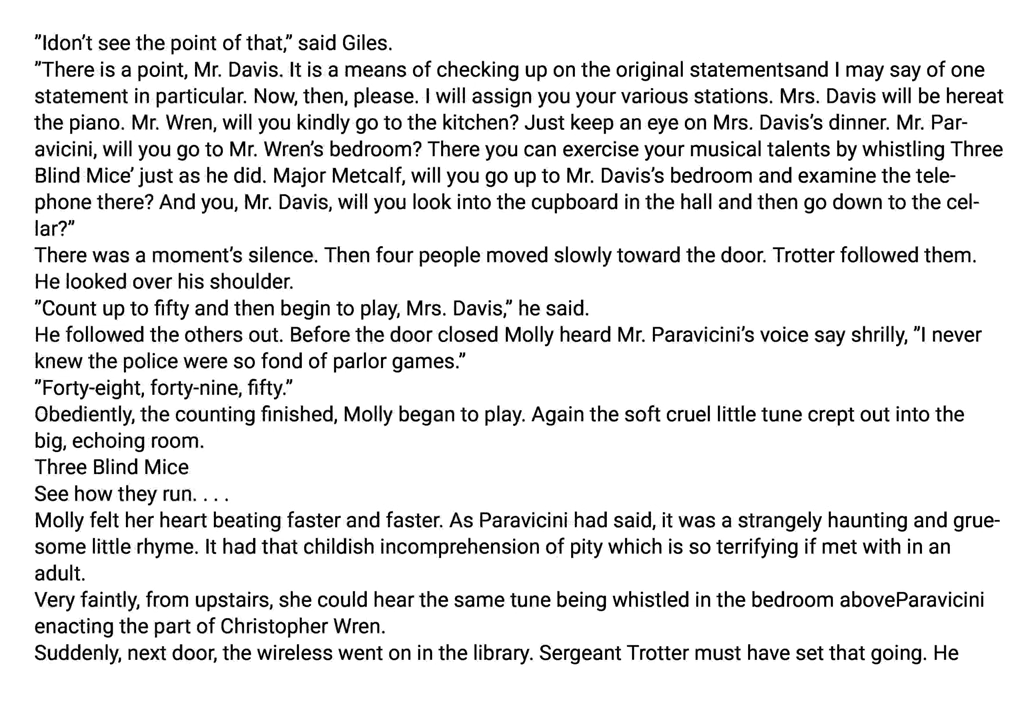 ”Idon’t see the point of that,” said Giles.
”There is a point, Mr. Davis. It is a means of checking up on the original statementsand I may say of one
statement in particular. Now, then, please. I will assign you your various stations. Mrs. Davis will be hereat
the piano. Mr. Wren, will you kindly go to the kitchen? Just keep an eye on Mrs. Davis’s dinner. Mr. Par-
avicini, will you go to Mr. Wren’s bedroom? There you can exercise your musical talents by whistling Three
Blind Mice’ just as he did. Major Metcalf, will you go up to Mr. Davis’s bedroom and examine the tele-
phone there? And you, Mr. Davis, will you look into the cupboard in the hall and then go down to the cel-
lar?”
There was a moment’s silence. Then four people moved slowly toward the door. Trotter followed them.
He looked over his shoulder.
”Count up to fifty and then begin to play, Mrs. Davis,” he said.
He followed the others out. Before the door closed Molly heard Mr. Paravicini’s voice say shrilly, ”I never
knew the police were so fond of parlor games.”
”Forty-eight, forty-nine, fifty.”
Obediently, the counting finished, Molly began to play. Again the soft cruel little tune crept out into the
big, echoing room.
Three Blind Mice
See how they run. . . .
Molly felt her heart beating faster and faster. As Paravicini had said, it was a strangely haunting and grue-
some little rhyme. It had that childish incomprehension of pity which is so terrifying if met with in an
adult.
Very faintly, from upstairs, she could hear the same tune being whistled in the bedroom aboveParavicini
enacting the part of Christopher Wren.
Suddenly, next door, the wireless went on in the library. Sergeant Trotter must have set that going. He